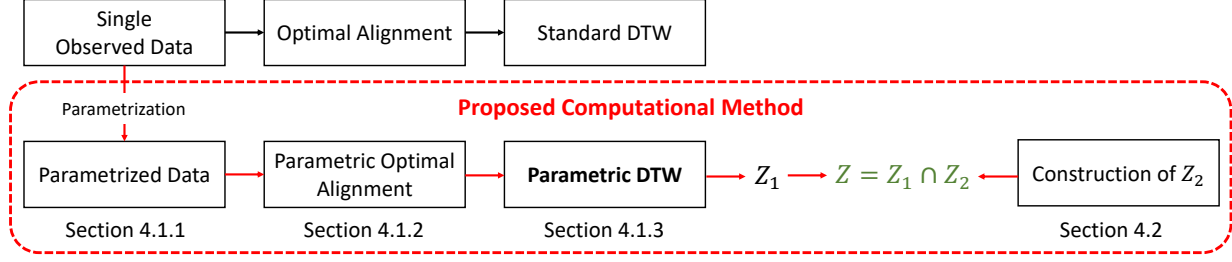 Single
Observed Data
Optimal Alignment
Standard DTW
Parametrization
Proposed Computational Method
Parametrized Data
Parametric Optimal
Alignment
Parametric DTW
Z₁
Z = Z₁ ∩ Z₂
Construction of Z₂
Section 4.1.1
Section 4.1.2
Section 4.1.3
Section 4.2